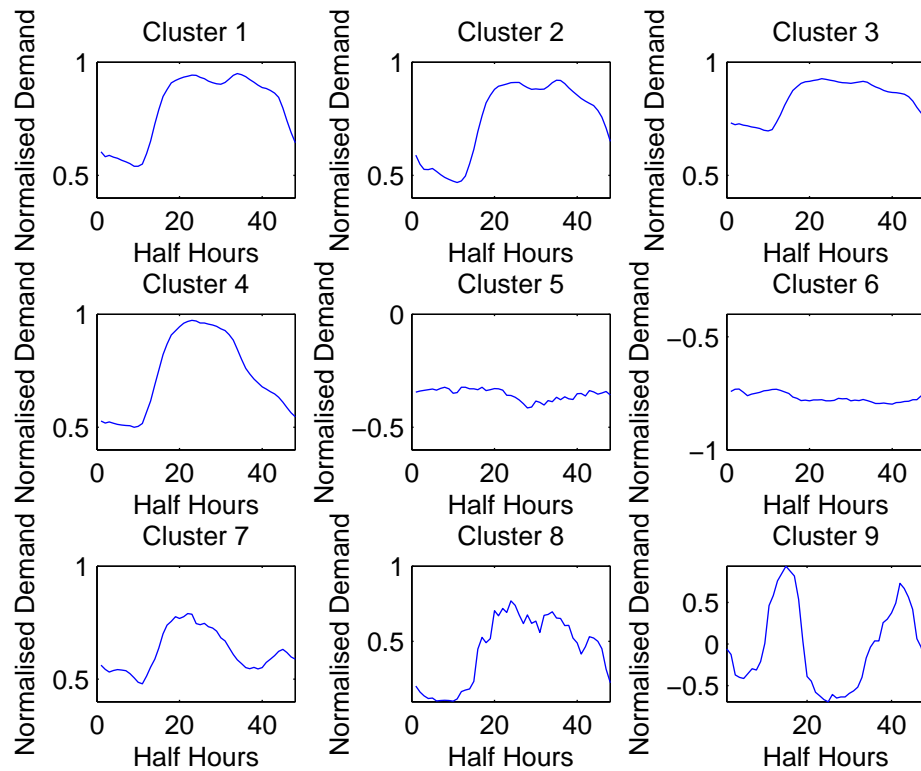 Cluster 1
Normalised Demand
1
0.5
0 20 40
Half Hours
Cluster 2
Normalised Demand
1
0.5
0 20 40
Half Hours
Cluster 3
Normalised Demand
1
0.5
0 20 40
Half Hours
Cluster 4
Normalised Demand
1
0.5
0 20 40
Half Hours
Cluster 5
Normalised Demand
0
−0.5
0 20 40
Half Hours
Cluster 6
Normalised Demand
−0.5
−1
0 20 40
Half Hours
Cluster 7
Normalised Demand
1
0.5
0 20 40
Half Hours
Cluster 8
Normalised Demand
1
0.5
20 40
Half Hours
Cluster 9
Normalised Demand
0.5
0
−0.5
20 40
Half Hours